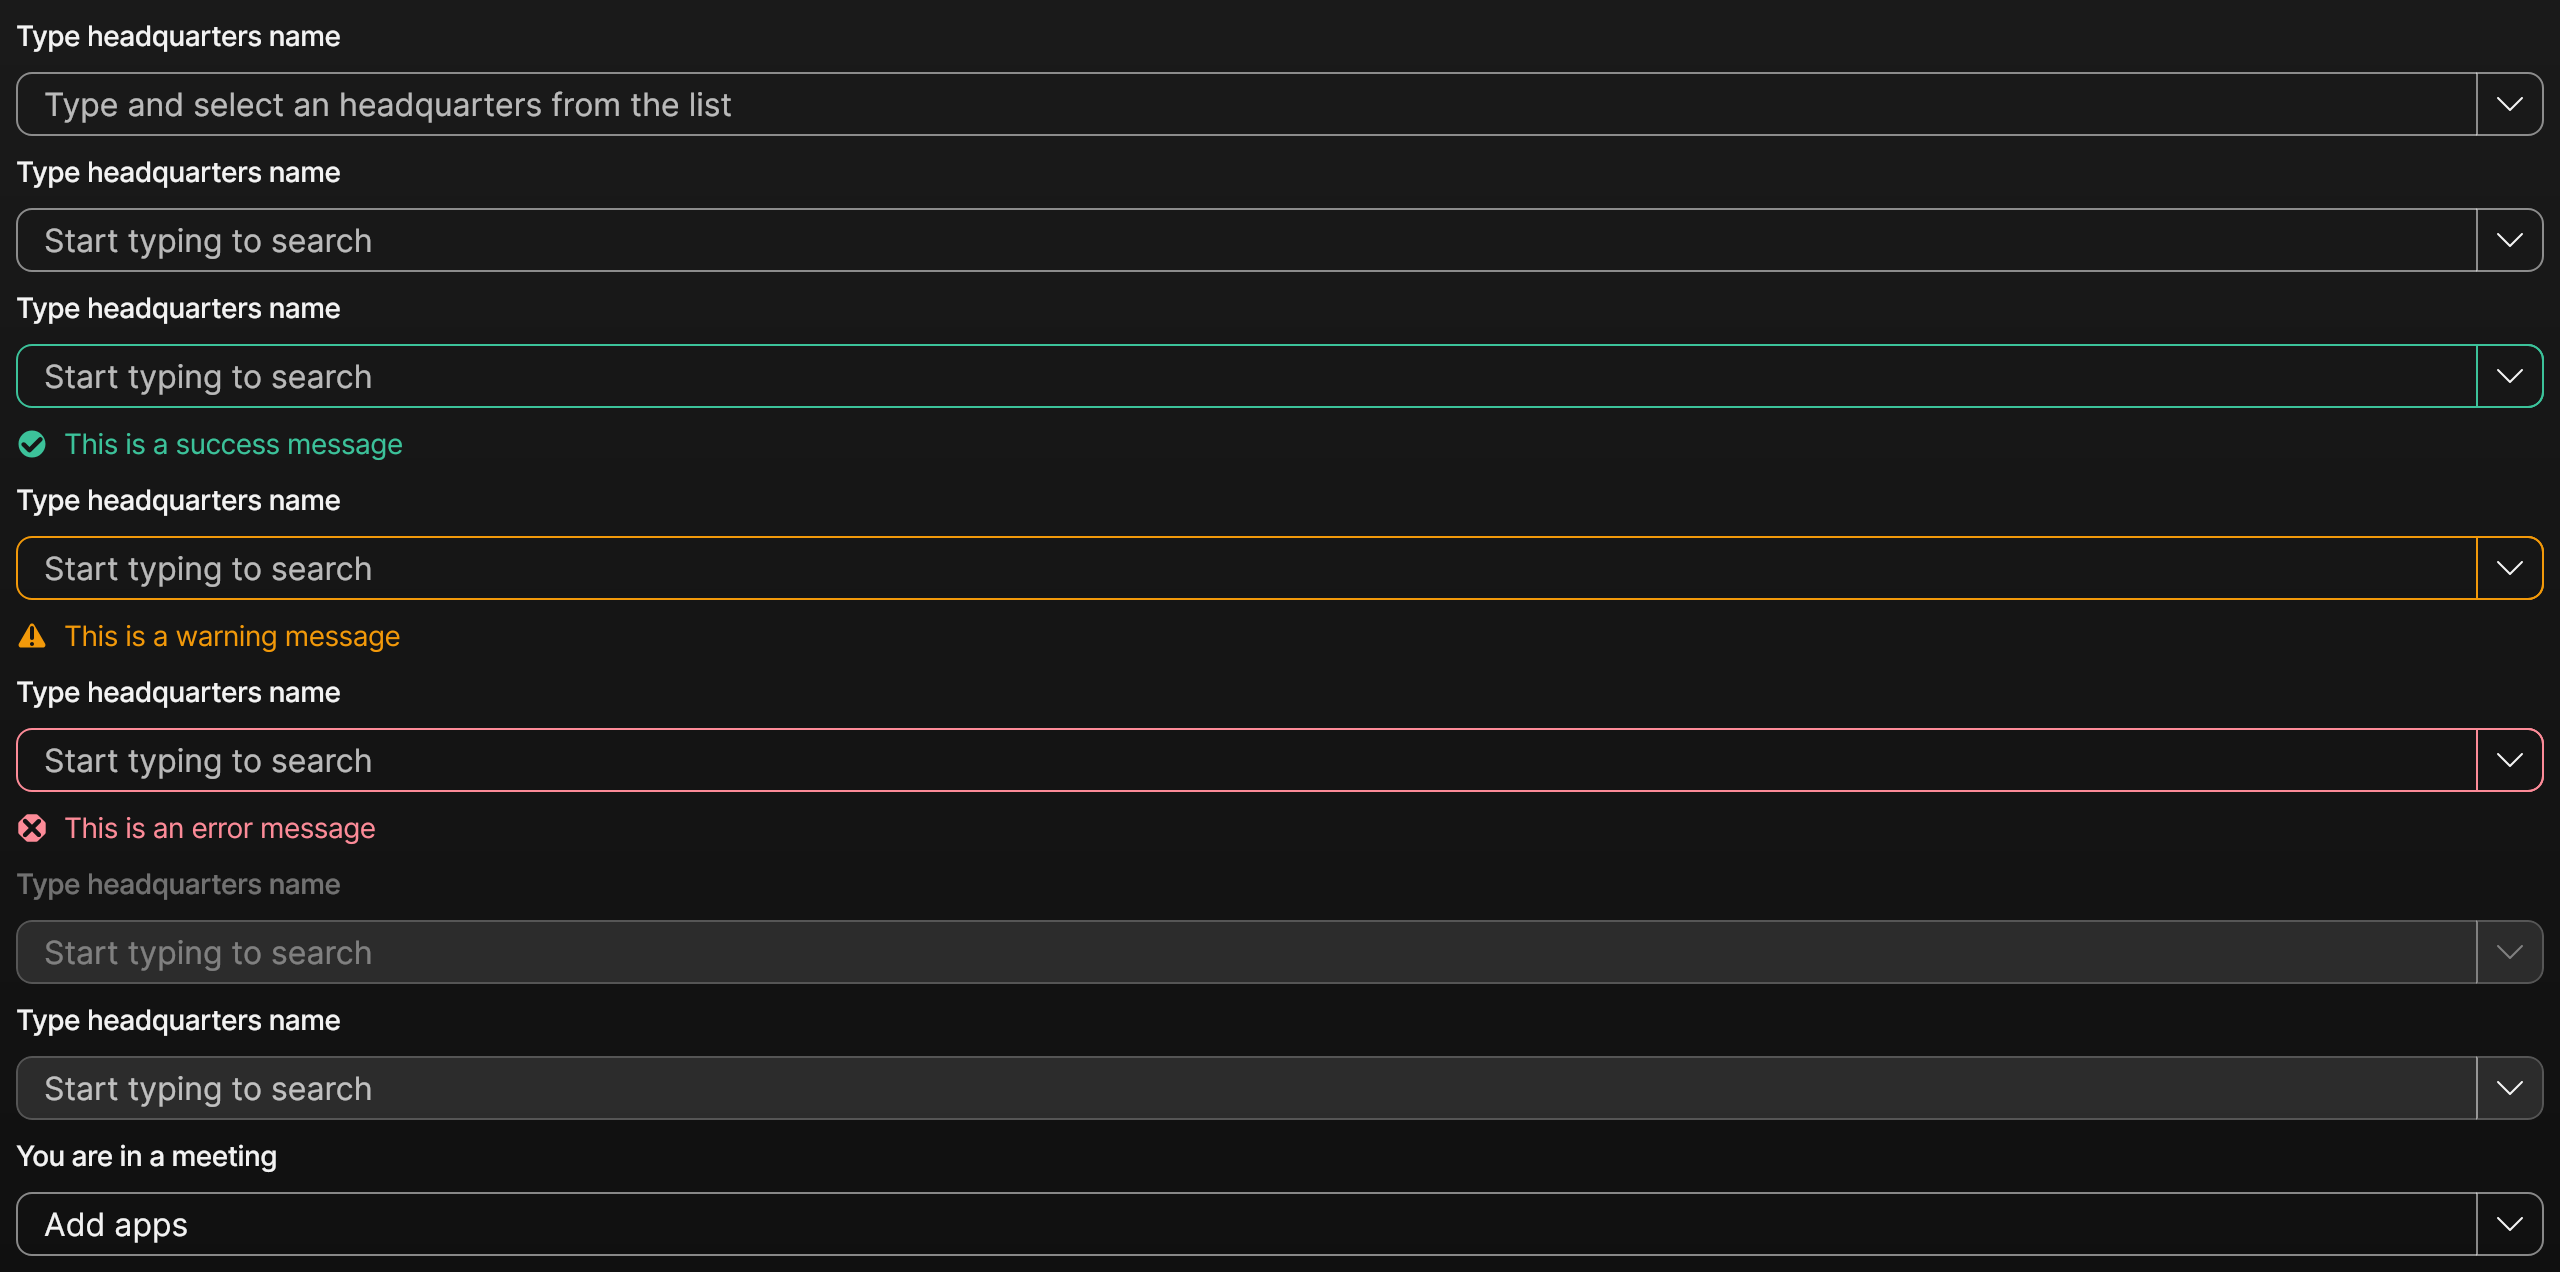 Type headquarters name
Type and select an headquarters from the list
Type headquarters name
Start typing to search
Type headquarters name
Start typing to search
This is a success message
Type headquarters name
Start typing to search
This is a warning message
Type headquarters name
Start typing to search
This is an error message
Type headquarters name
Start typing to search
Type headquarters name
Start typing to search
You are in a meeting
Add apps